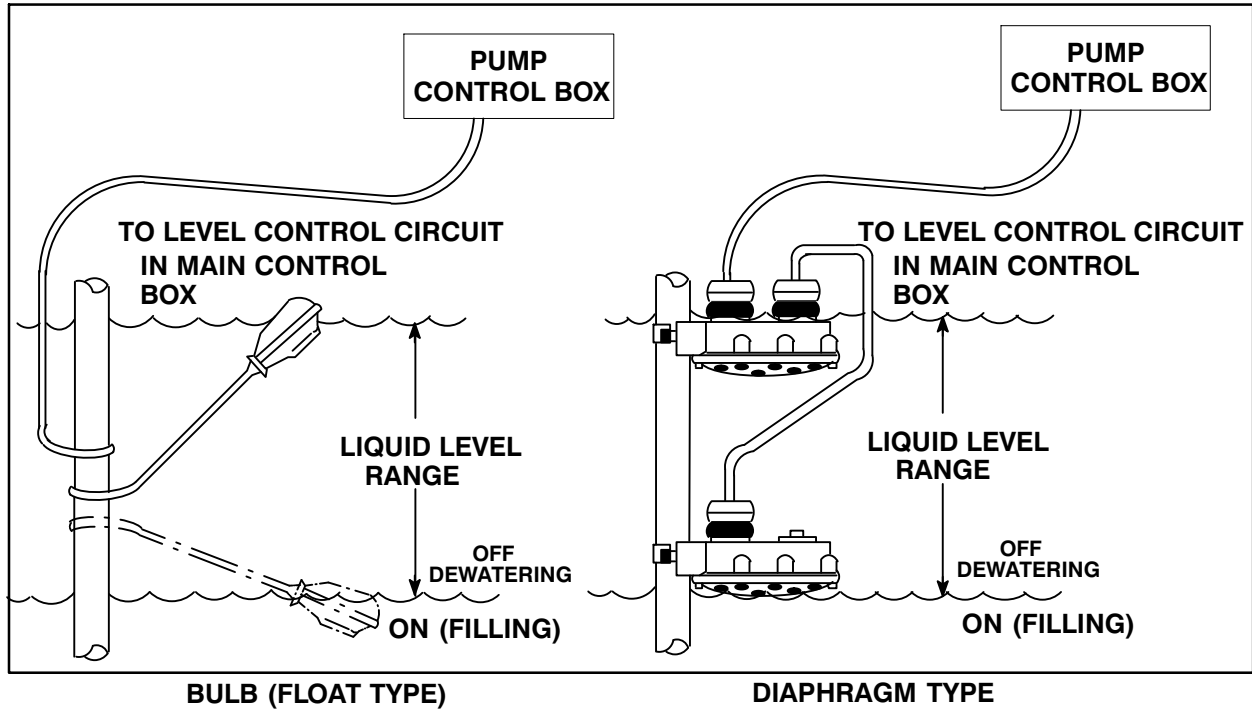 PUMP
CONTROL BOX
TO LEVEL CONTROL CIRCUIT
IN MAIN CONTROL
BOX
LIQUID LEVEL
RANGE
OFF
DEWATERING
ON (FILLING)
BULB (FLOAT TYPE)
PUMP
CONTROL BOX
TO LEVEL CONTROL CIRCUIT
IN MAIN CONTROL
BOX
LIQUID LEVEL
RANGE
OFF
DEWATERING
ON (FILLING)
DIAPHRAGM TYPE